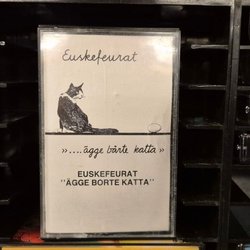 Euskefeurat
»....ägge bårte katta»
EUSKEFEURAT
"ÄGGE BORTE KATTA"